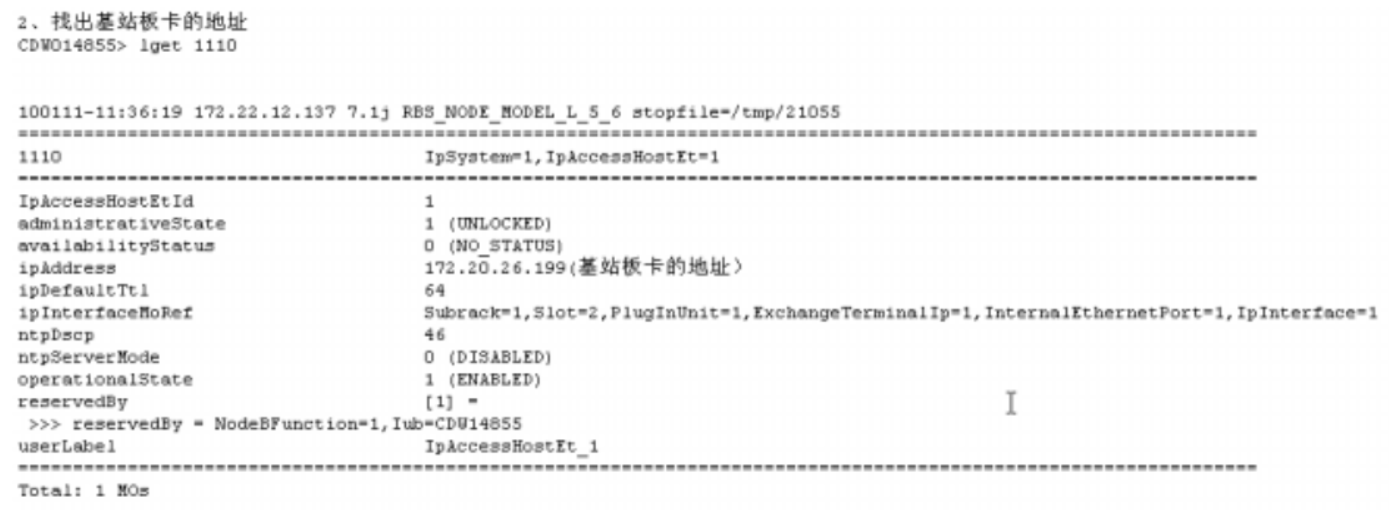 2、找出基站板卡的地址
CDW014855> lget 1110
100111-11:36:19 172.22.12.137 7.1j RBS_NODE_MODEL_L_5_6 stopfile=/tmp/21055
=================================================================================================================
1110 IpSystem=1,IpAccessHostEt=1
=================================================================================================================
IpAccessHostEtId 1
administrativeState 1 (UNLOCKED)
availabilityStatus 0 (NO_STATUS)
ipAddress 172.20.26.199(基站板卡的地址）
ipDefaultTtl 64
ipInterfaceMoRef Subrack=1,Slot=2,PlugInUnit=1,ExchangeTerminalIp=1,InternalEthernetPort=1,IpInterface=1
ntpDscp 46
ntpServerMode 0 (DISABLED)
operationalState 1 (ENABLED)
reservedBy [1] =
>>> reservedBy = NodeBFunction=1,Iub=CDW14855
userLabel IpAccessHostEt_1
=================================================================================================================
Total: 1 MOs